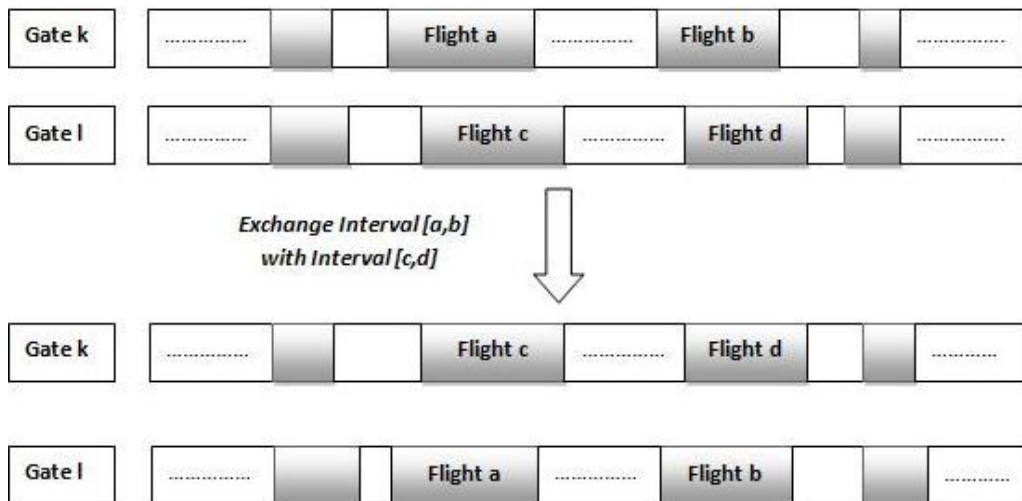 Gate k ............... Flight a .................. Flight b ................
Gate l ............... Flight c ................... Flight d ................
Exchange Interval [a,b]
with Interval [c,d]
Gate k ............... Flight c ............... Flight d ............
Gate l ............... Flight a ............... Flight b ............